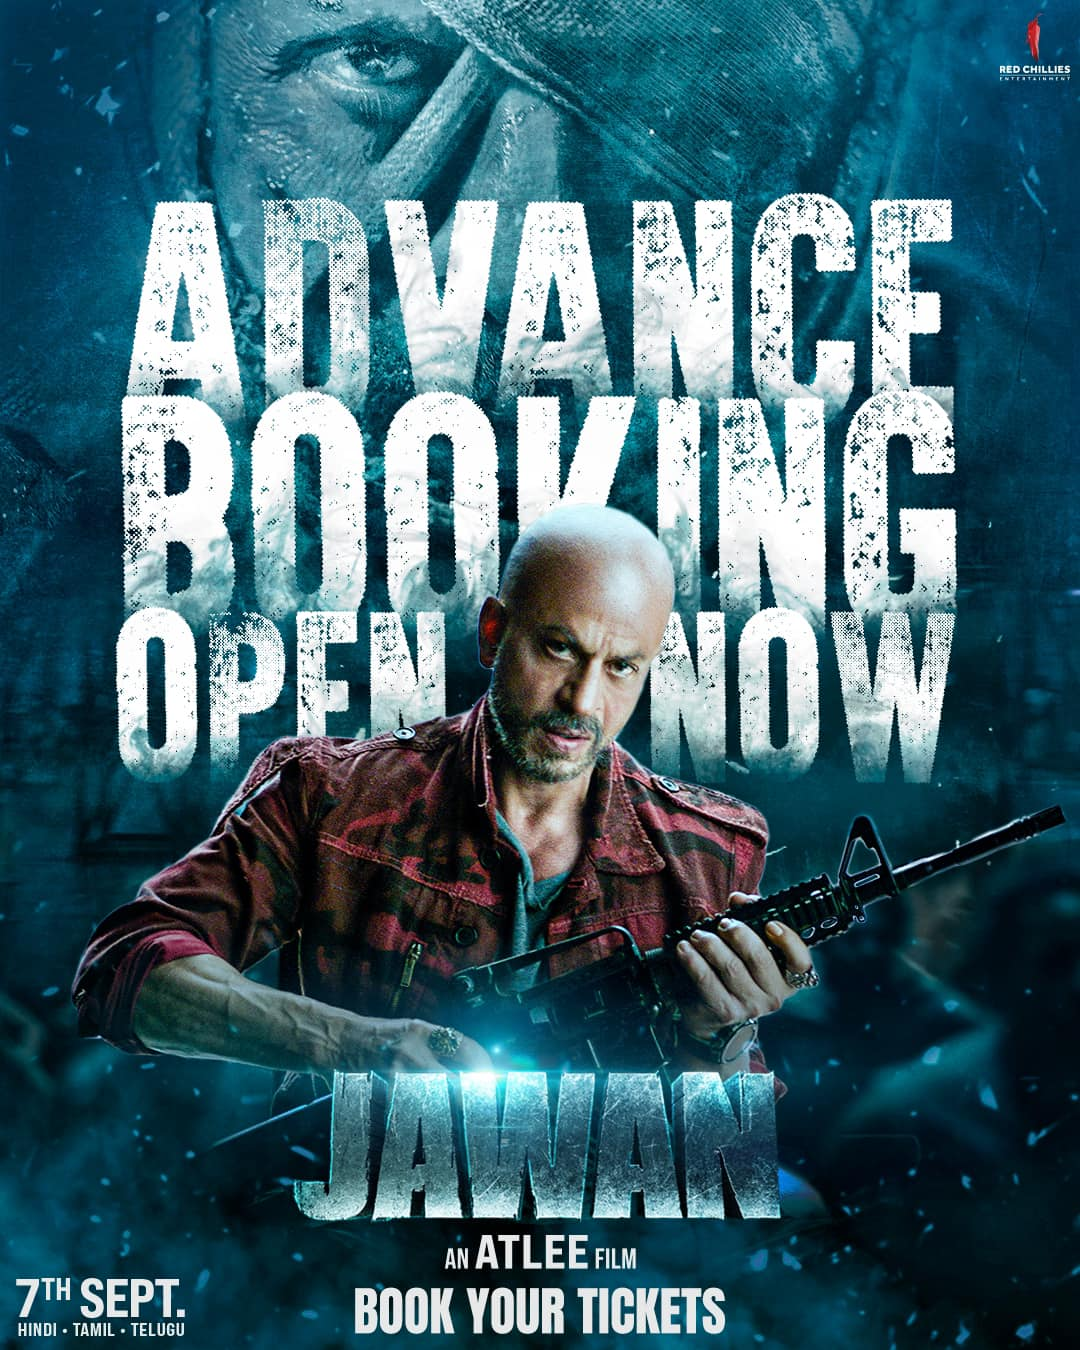 RED CHILLIES
ENTERTAINMENT
ADVANCE
BOOKING
OPEN NOW
JAWAN
AN ATLEE FILM
7TH SEPT.
HINDI • TAMIL • TELUGU
BOOK YOUR TICKETS